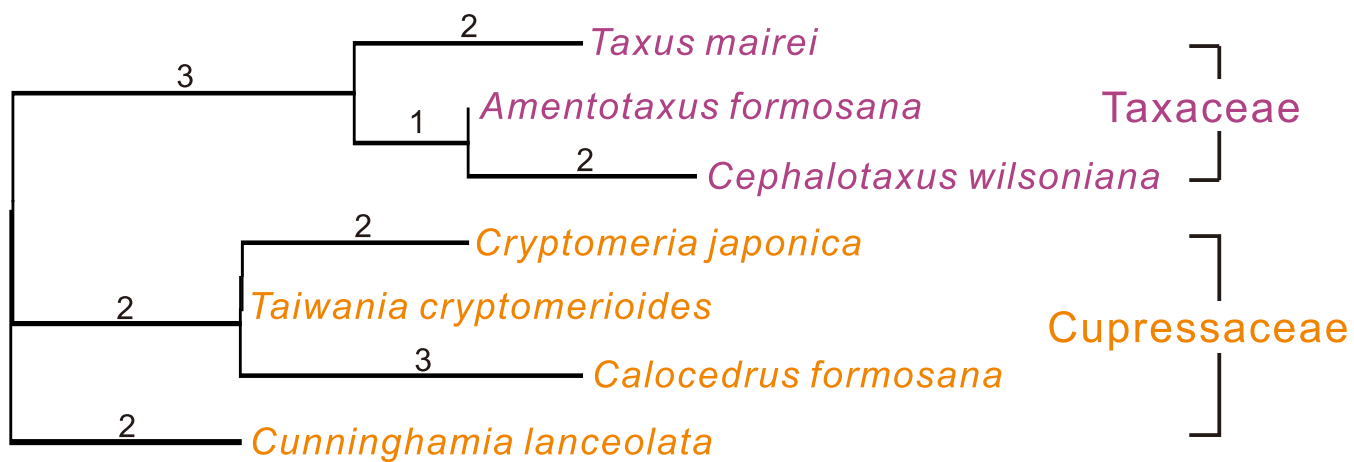 2
Taxus mairei
3
Amentotaxus formosana
Taxaceae
1
2
Cephalotaxus wilsoniana
2
Cryptomeria japonica
2
Taiwania cryptomerioides
Cupressaceae
3
Calocedrus formosana
2
Cunninghamia lanceolata